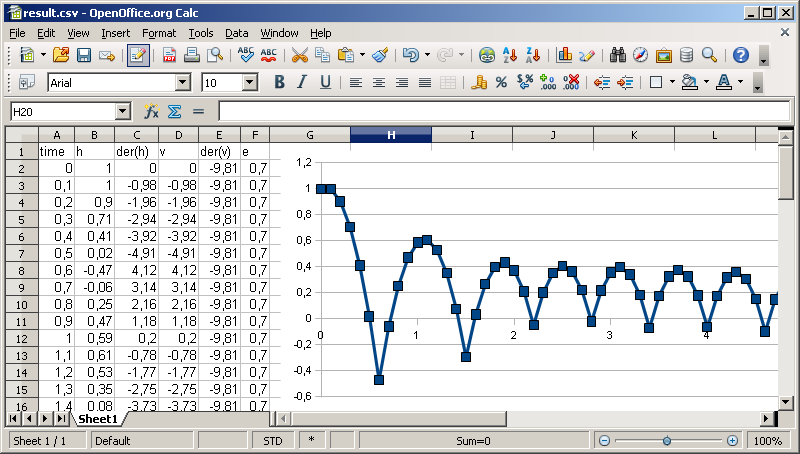 result.csv - OpenOffice.org Calc
File Edit View Insert Format Tools Data Window Help
PDF ABC ABC A Z Z A
Arial 10 B I U % $% +0 .000 0 .000
H20 fx Σ =
A B C D E F G H I J K L
1 time h der(h) v der(v) e
2 0 1 0 0 -9,81 0,7
3 0,1 1 -0,98 -0,98 -9,81 0,7
4 0,2 0,9 -1,96 -1,96 -9,81 0,7
5 0,3 0,71 -2,94 -2,94 -9,81 0,7
6 0,4 0,41 -3,92 -3,92 -9,81 0,7
7 0,5 0,02 -4,91 -4,91 -9,81 0,7
8 0,6 -0,47 4,12 4,12 -9,81 0,7
9 0,7 -0,06 3,14 3,14 -9,81 0,7
10 0,8 0,25 2,16 2,16 -9,81 0,7
11 0,9 0,47 1,18 1,18 -9,81 0,7
12 1 0,59 0,2 0,2 -9,81 0,7
13 1,1 0,61 -0,78 -0,78 -9,81 0,7
14 1,2 0,53 -1,77 -1,77 -9,81 0,7
15 1,3 0,35 -2,75 -2,75 -9,81 0,7
16 1,4 0,08 -3,73 -3,73 -9,81 0,7
1,2
1
0,8
0,6
0,4
0,2
0
0 1 2 3 4
-0,2
-0,4
-0,6
Sheet1
Sheet 1 / 1 Default STD * Sum=0 100%